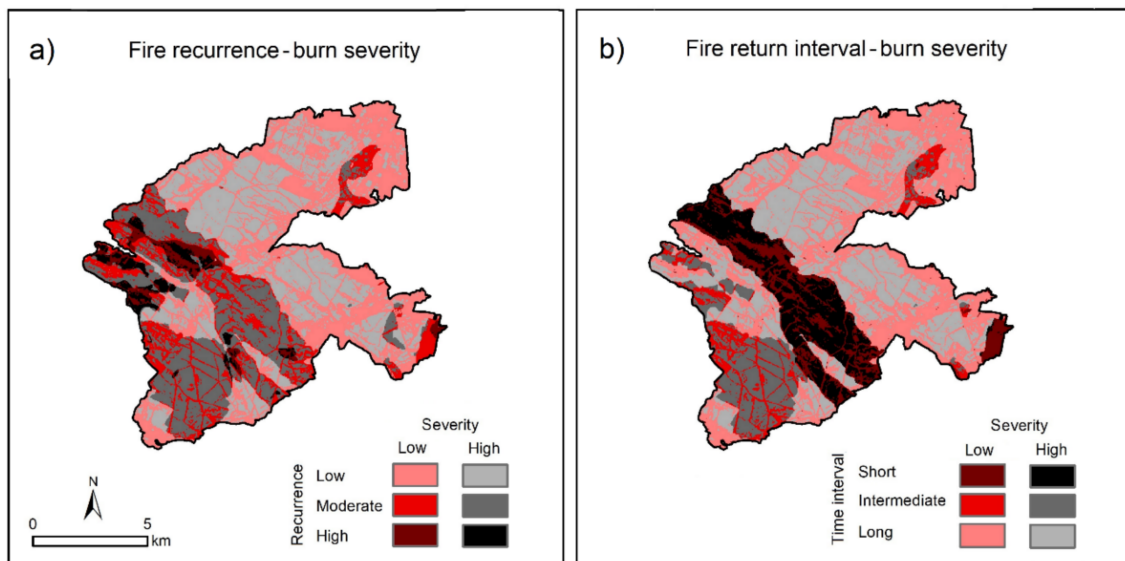 a)
Fire recurrence - burn severity
Severity
Low High
Recurrence
Low
Moderate
High
N
0 5
km
b)
Fire return interval - burn severity
Severity
Low High
Time interval
Short
Intermediate
Long